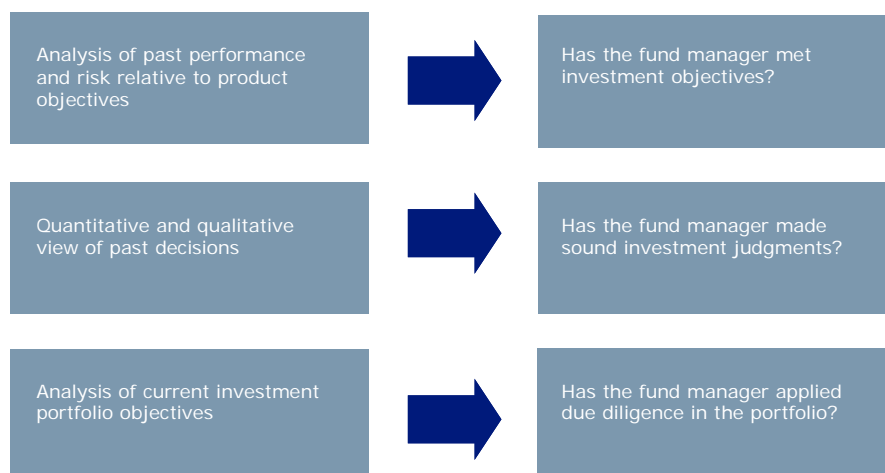 Analysis of past performance
and risk relative to product
objectives
Has the fund manager met
investment objectives?
Quantitative and qualitative
view of past decisions
Has the fund manager made
sound investment judgments?
Analysis of current investment
portfolio objectives
Has the fund manager applied
due diligence in the portfolio?